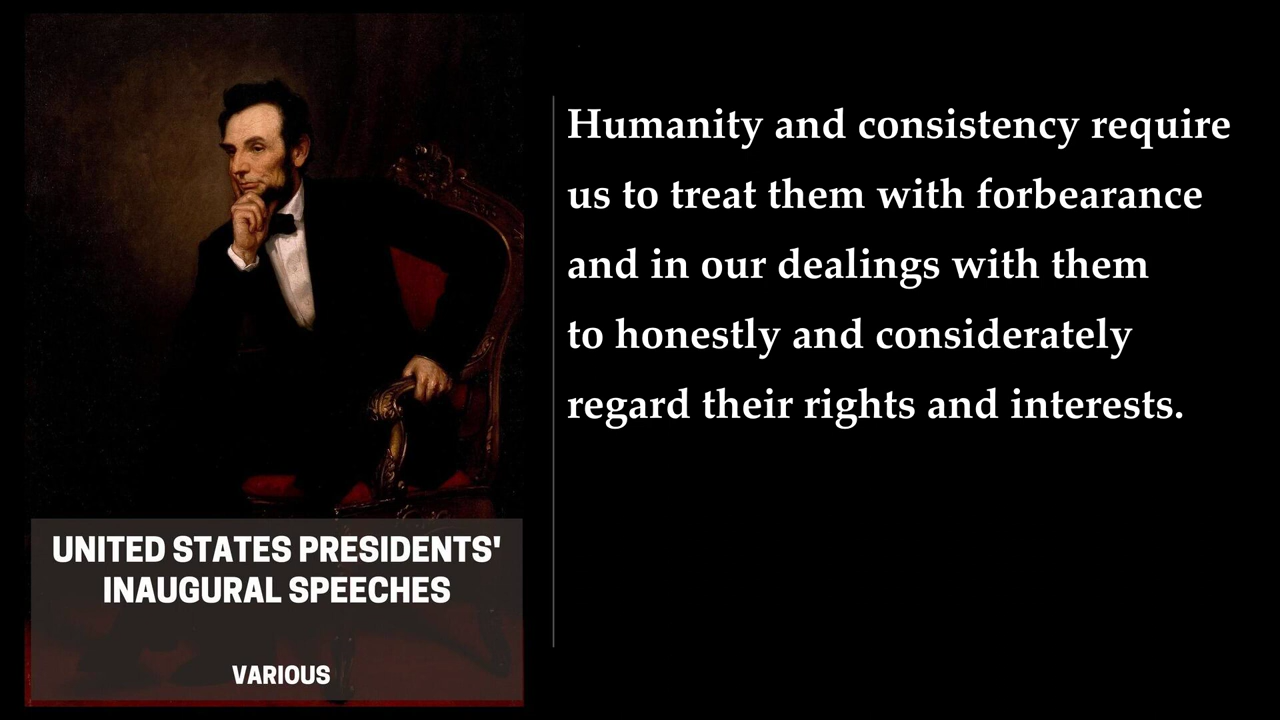 Humanity and consistency require
us to treat them with forbearance
and in our dealings with them
to honestly and considerately
regard their rights and interests.
UNITED STATES PRESIDENTS'
INAUGURAL SPEECHES
VARIOUS